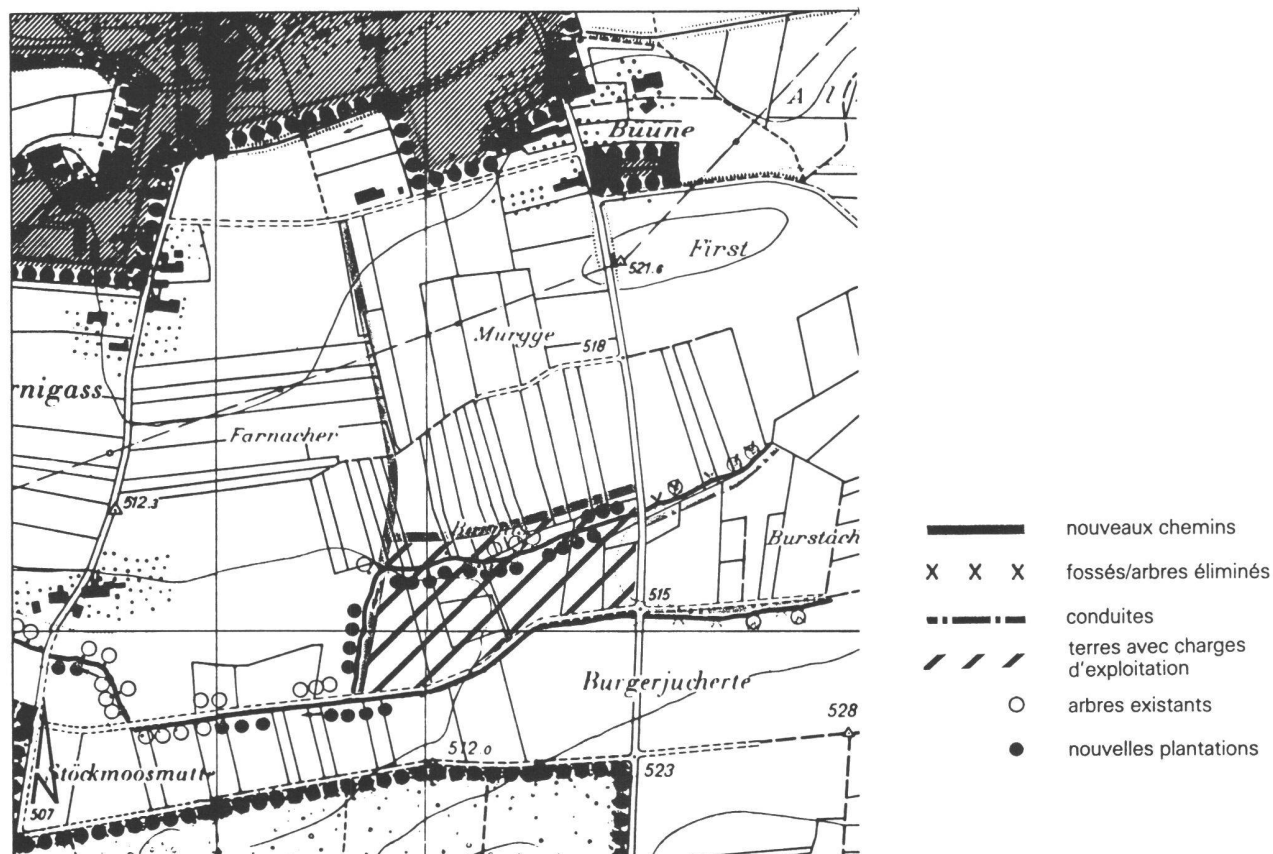 A l
Büüne
First
521.6
Murgge
518
rnigass
Farnacher
512.3
Burstäch
515
Burgerjucherte
528
512.0
Stöckmoosmatt
523
507
N
nouveaux chemins
X X X fossés/arbres éliminés
conduites
terres avec charges
d'exploitation
arbres existants
nouvelles plantations